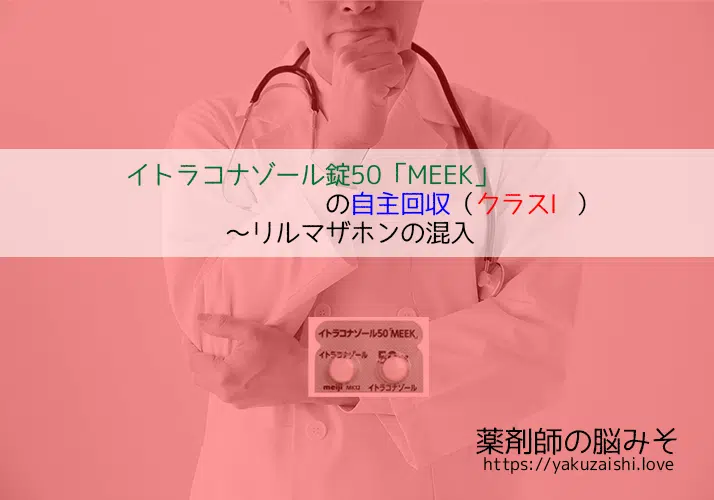 イトラコナゾール錠50「MEEK」
の自主回収（クラスI ）
～リルマザホンの混入
イトラコナゾール50「MEEK」
イトラコナゾール 50
meiji MK12 イトラコナゾール
薬剤師の脳みそ
https://yakuzaishi.love